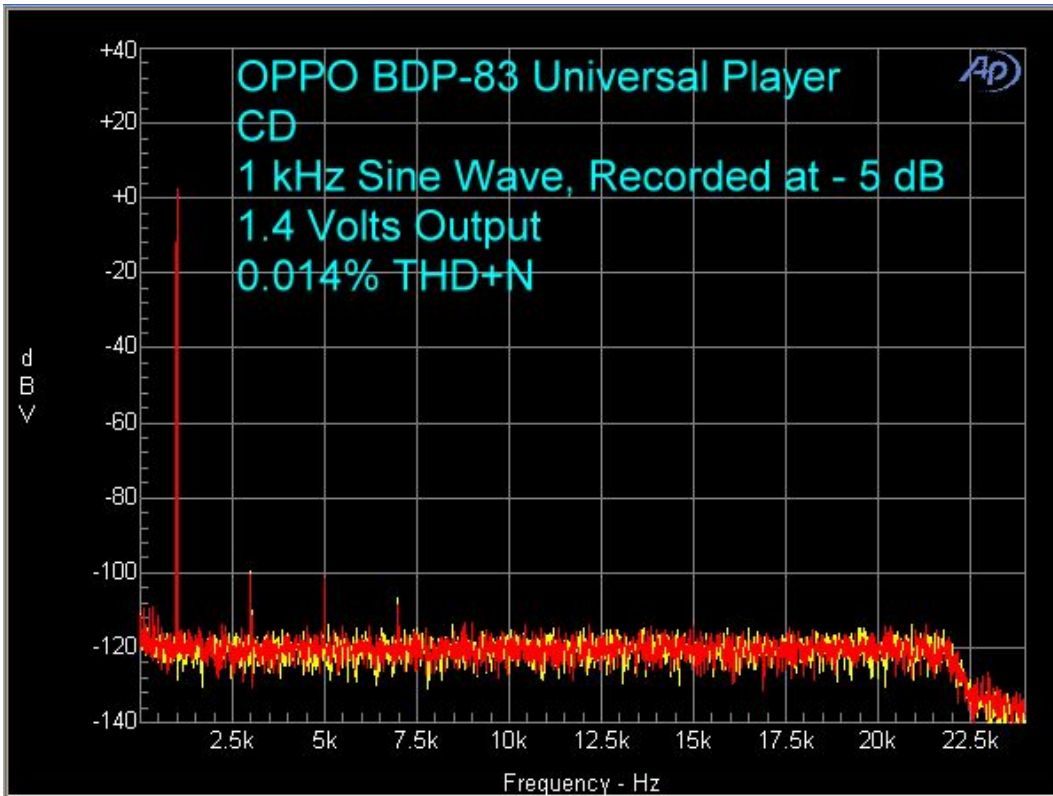 +40
OPPO BDP-83 Universal Player
Ap
+20
CD
1 kHz Sine Wave, Recorded at - 5 dB
+0
1.4 Volts Output
-20
0.014% THD+N
-40
d
B
V
-60
-80
-100
-120
-140
2.5k 5k 7.5k 10k 12.5k 15k 17.5k 20k 22.5k
Frequency - Hz